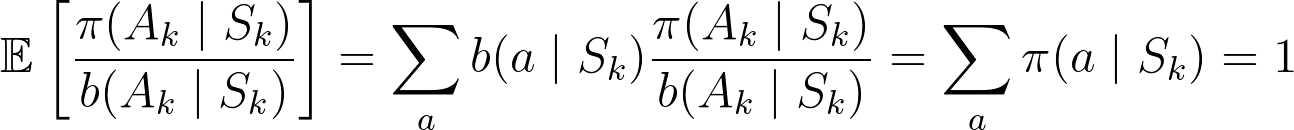 𝔼 [ π(A_k | S_k) / b(A_k | S_k) ] = ∑_a b(a | S_k) π(A_k | S_k) / b(A_k | S_k) = ∑_a π(a | S_k) = 1